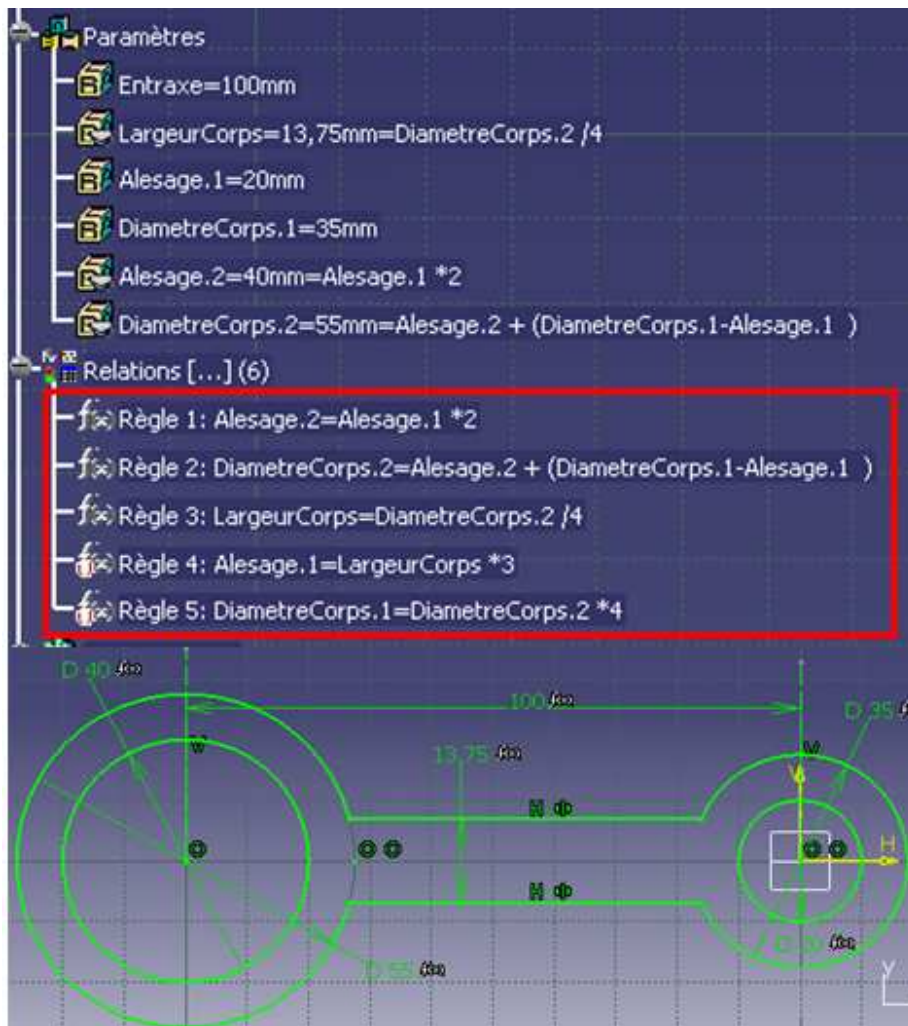 Paramètres
Entraxe=100mm
LargeurCorps=13,75mm=DiametreCorps.2 /4
Alesage.1=20mm
DiametreCorps.1=35mm
Alesage.2=40mm=Alesage.1 *2
DiametreCorps.2=55mm=Alesage.2 + (DiametreCorps.1-Alesage.1 )
Relations [...] (6)
Règle 1: Alesage.2=Alesage.1 *2
Règle 2: DiametreCorps.2=Alesage.2 + (DiametreCorps.1-Alesage.1 )
Règle 3: LargeurCorps=DiametreCorps.2 /4
Règle 4: Alesage.1=LargeurCorps *3
Règle 5: DiametreCorps.1=DiametreCorps.2 *4
D 40 f(x)
100 f(x)
D 35
V
V
13,75 f(x)
V
H
H
H
D 20 f(x)
D 55 f(x)
y